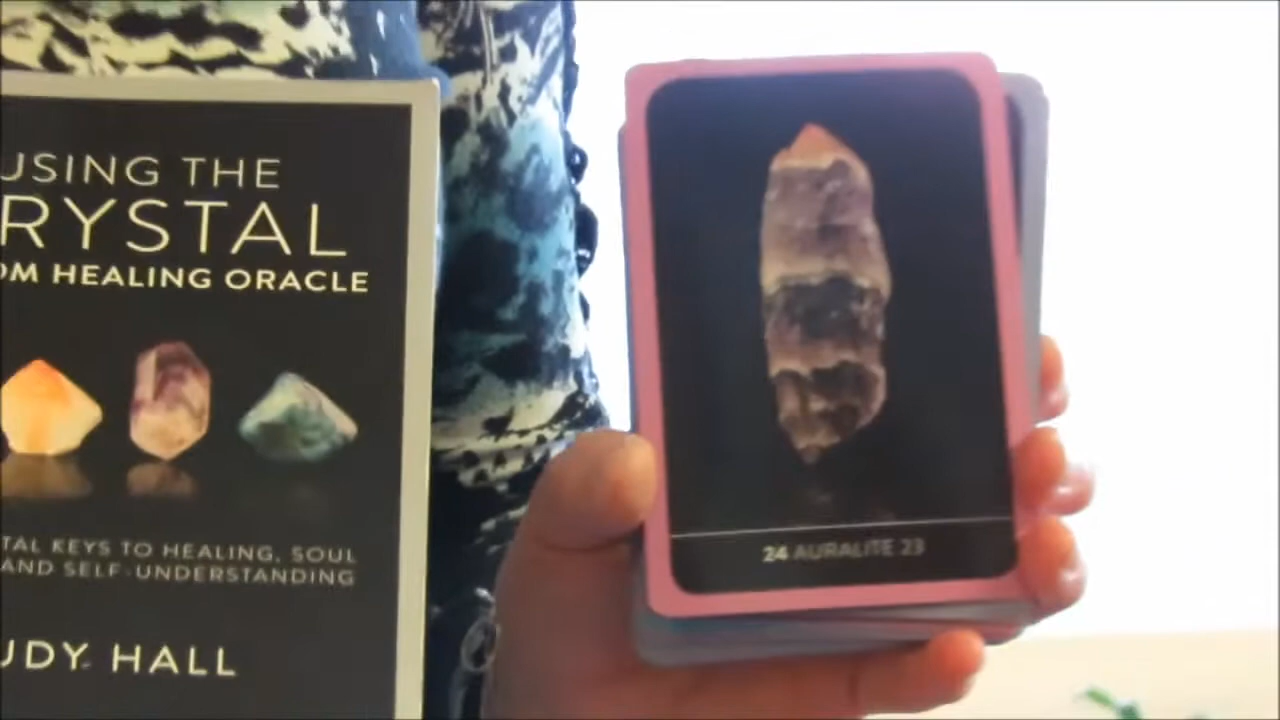 USING THE
RYSTAL
OM HEALING ORACLE
TAL KEYS TO HEALING, SOUL
AND SELF-UNDERSTANDING
UDY HALL
24 AURALITE 23